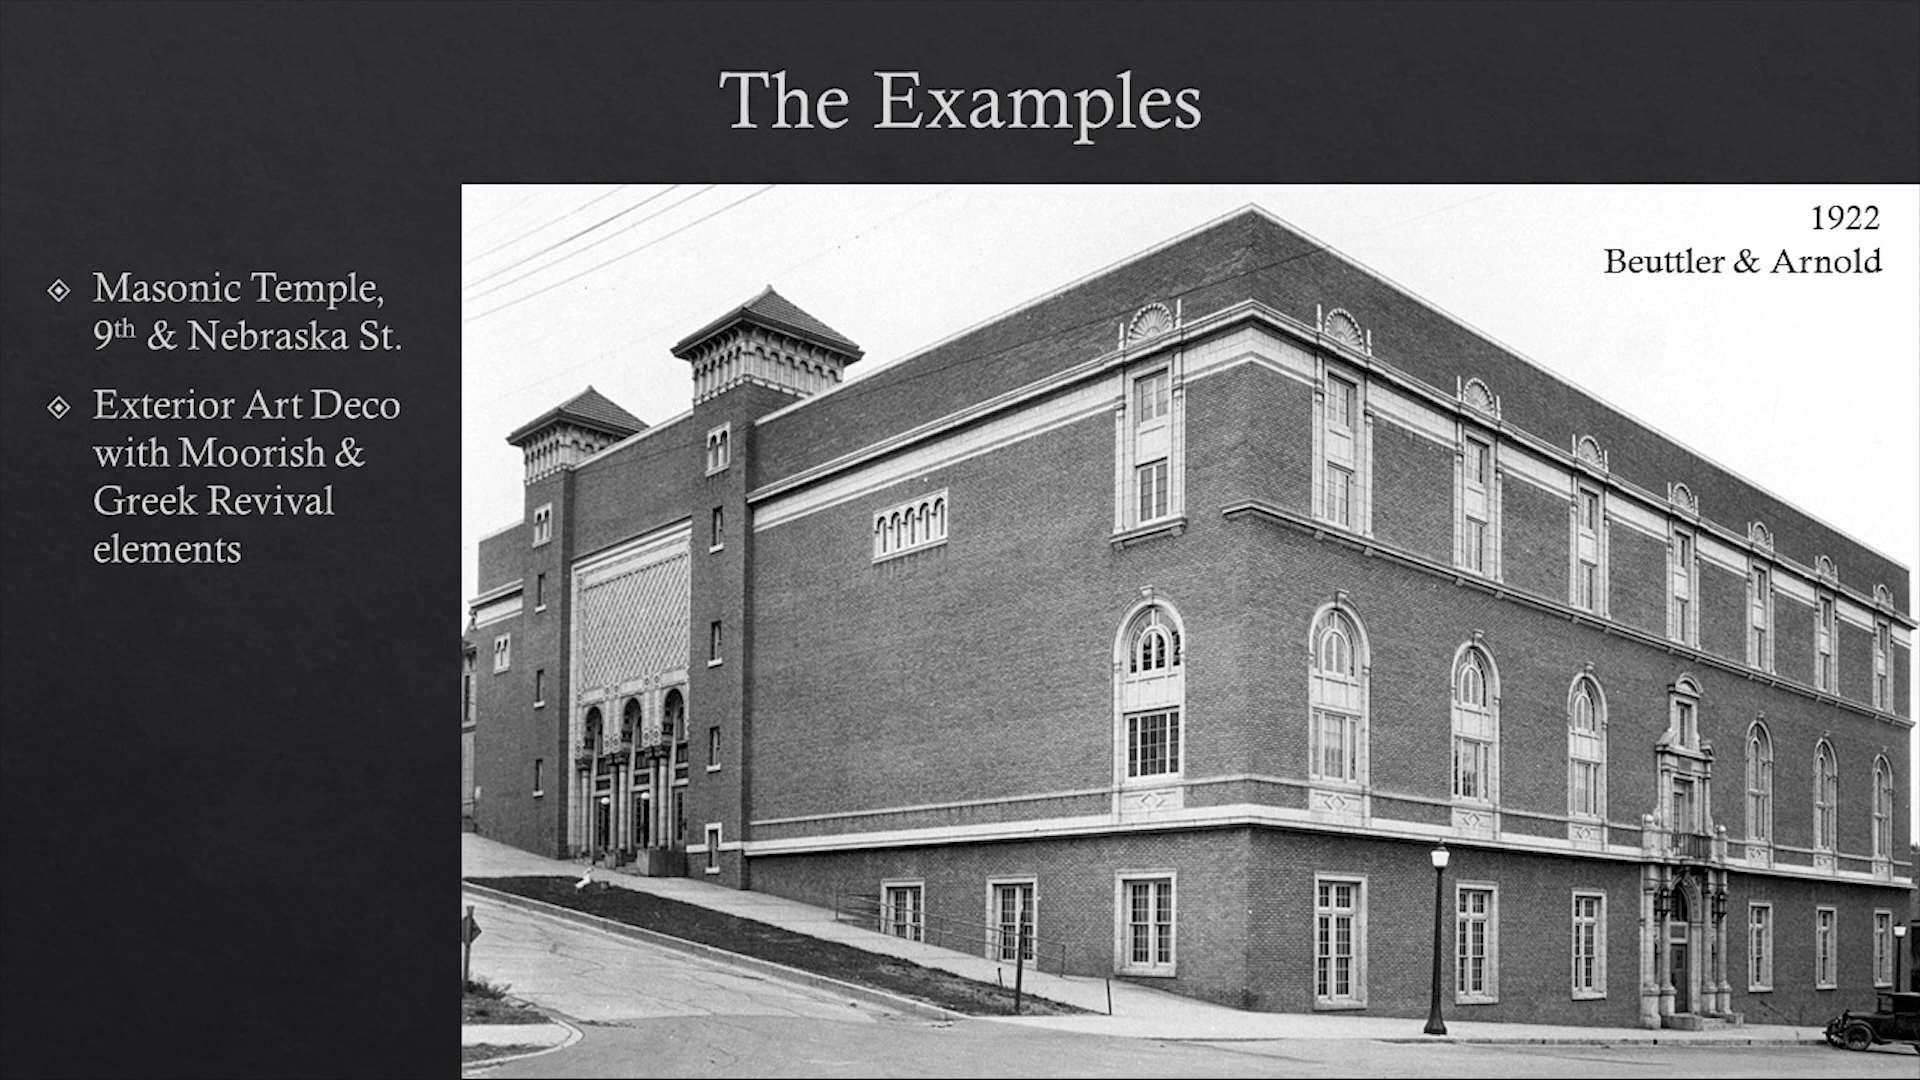 The Examples
1922
Beuttler & Arnold
Masonic Temple,
9th & Nebraska St.
Exterior Art Deco
with Moorish &
Greek Revival
elements